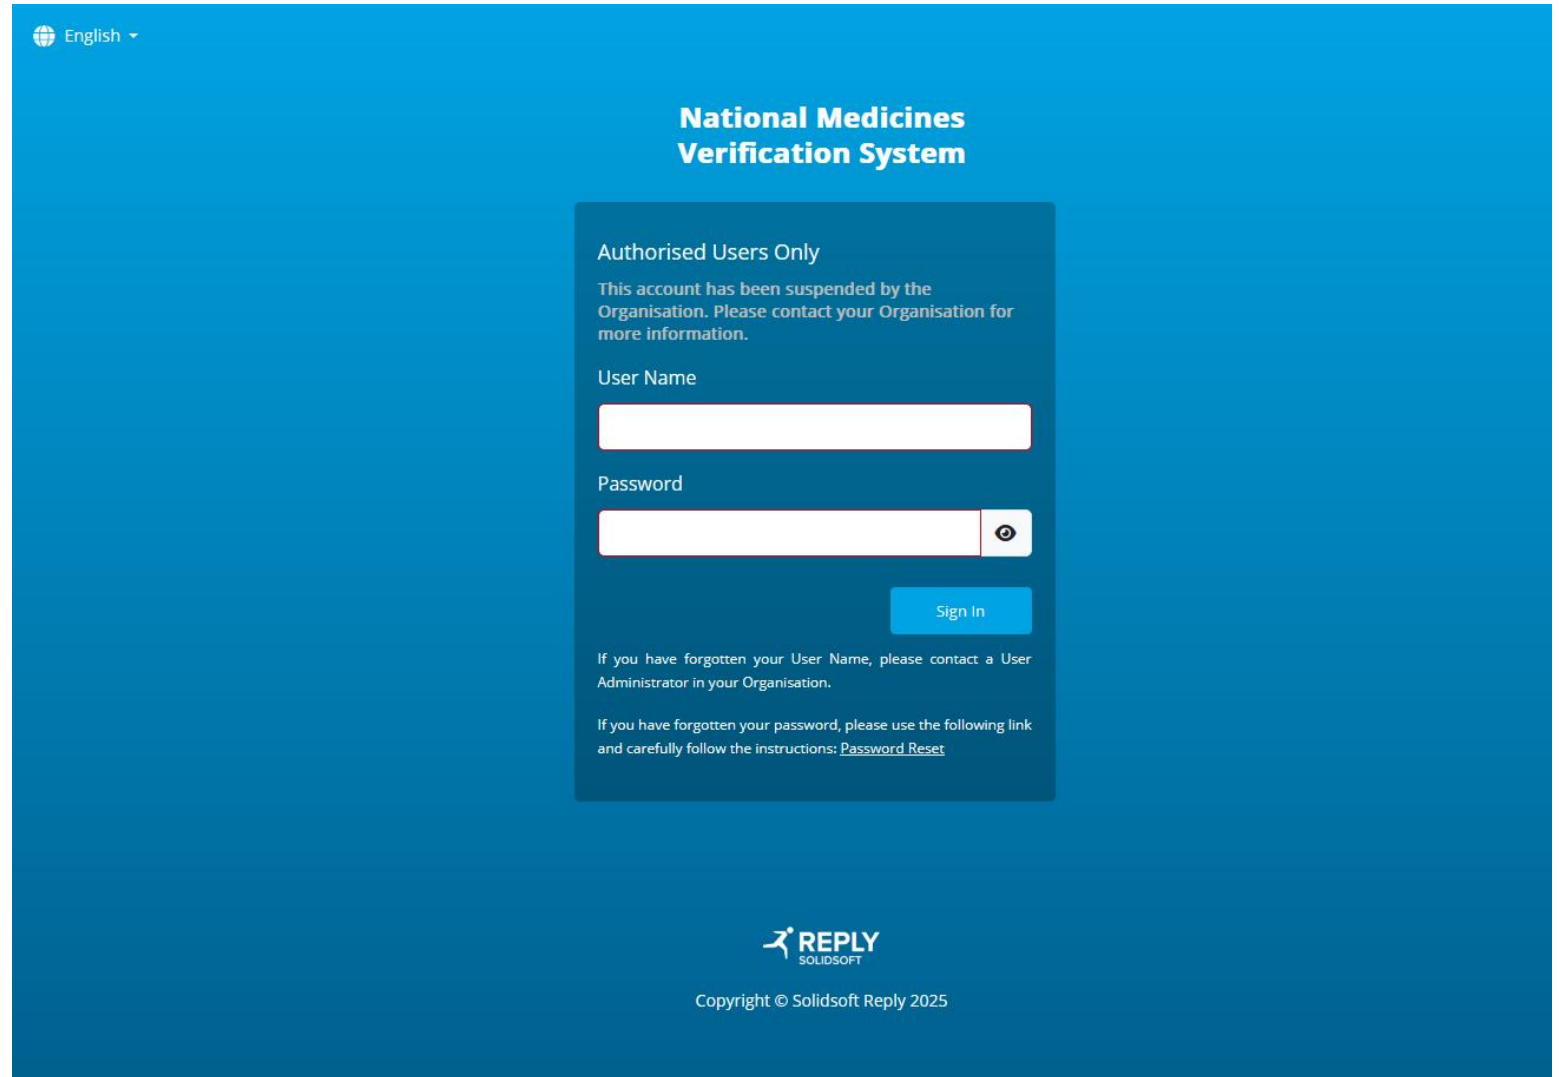 English
National Medicines
Verification System
Authorised Users Only
This account has been suspended by the
Organisation. Please contact your Organisation for
more information.
User Name
Password
Sign In
If you have forgotten your User Name, please contact a User
Administrator in your Organisation.
If you have forgotten your password, please use the following link
and carefully follow the instructions: Password Reset
REPLY
SOLIDSOFT
Copyright © Solidsoft Reply 2025